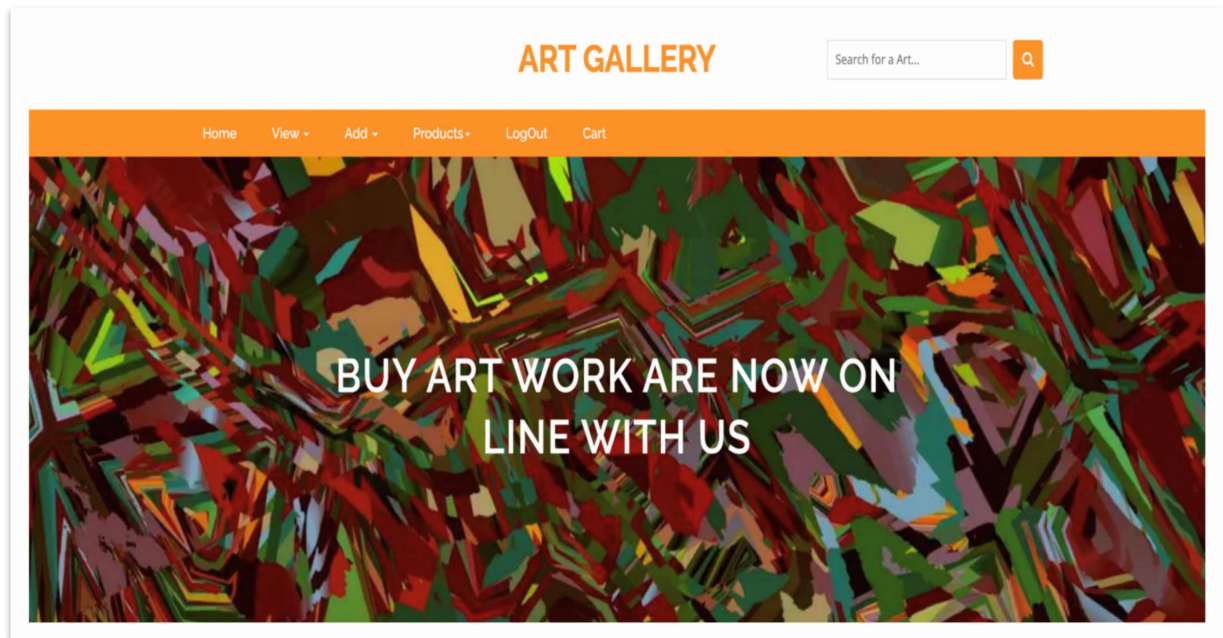 ART GALLERY
Search for a Art...
Home View Add Products LogOut Cart
BUY ART WORK ARE NOW ON
LINE WITH US